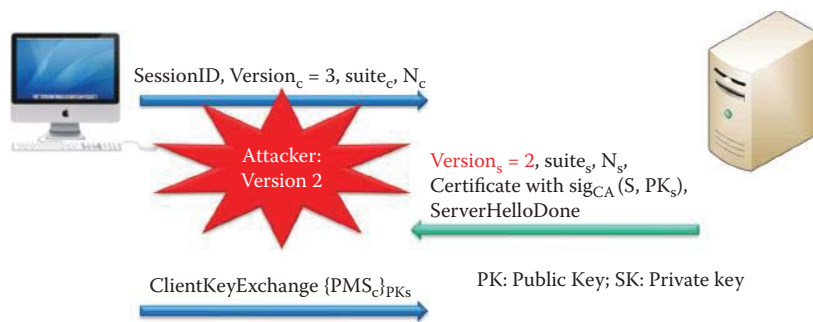 SessionID, Version_c = 3, suite_c, N_c
Attacker:
Version 2
Version_s = 2, suite_s, N_s,
Certificate with sig_CA (S, PK_s),
ServerHelloDone
ClientKeyExchange {PMS_c}_PKs
PK: Public Key; SK: Private key